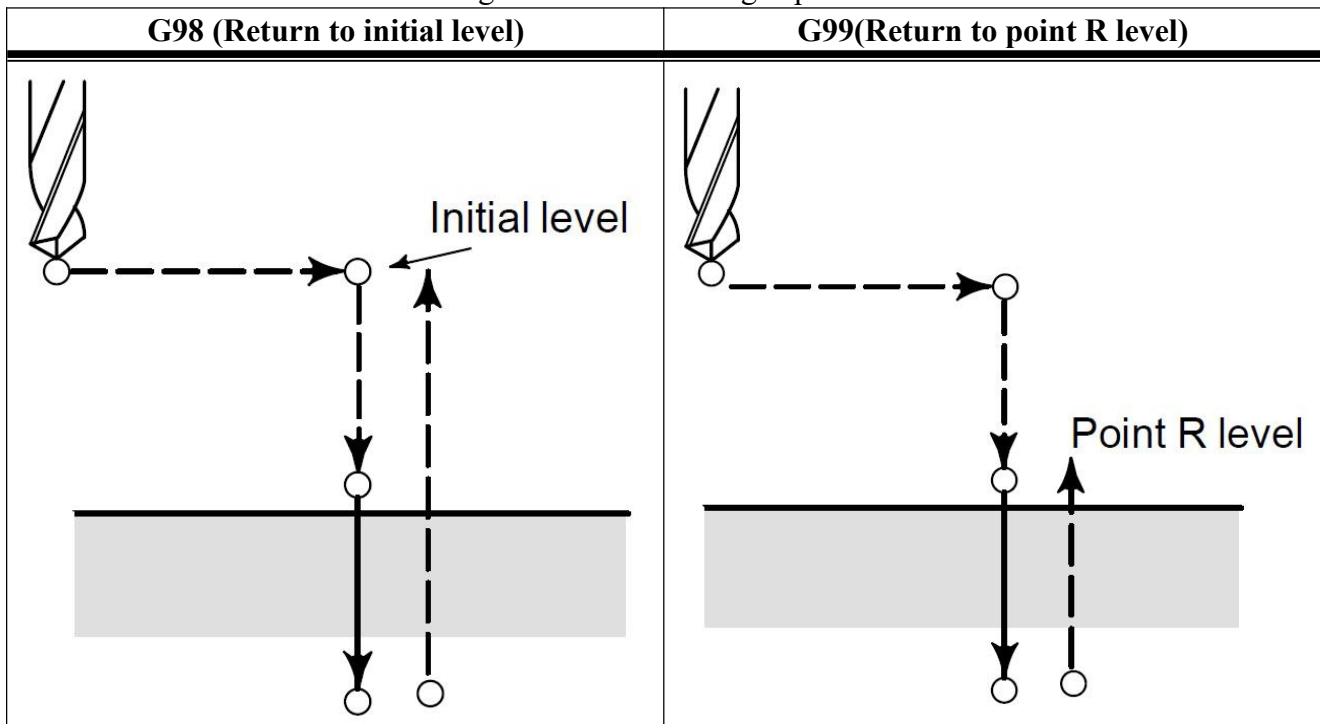 G98 (Return to initial level)
G99(Return to point R level)
Initial level
Point R level